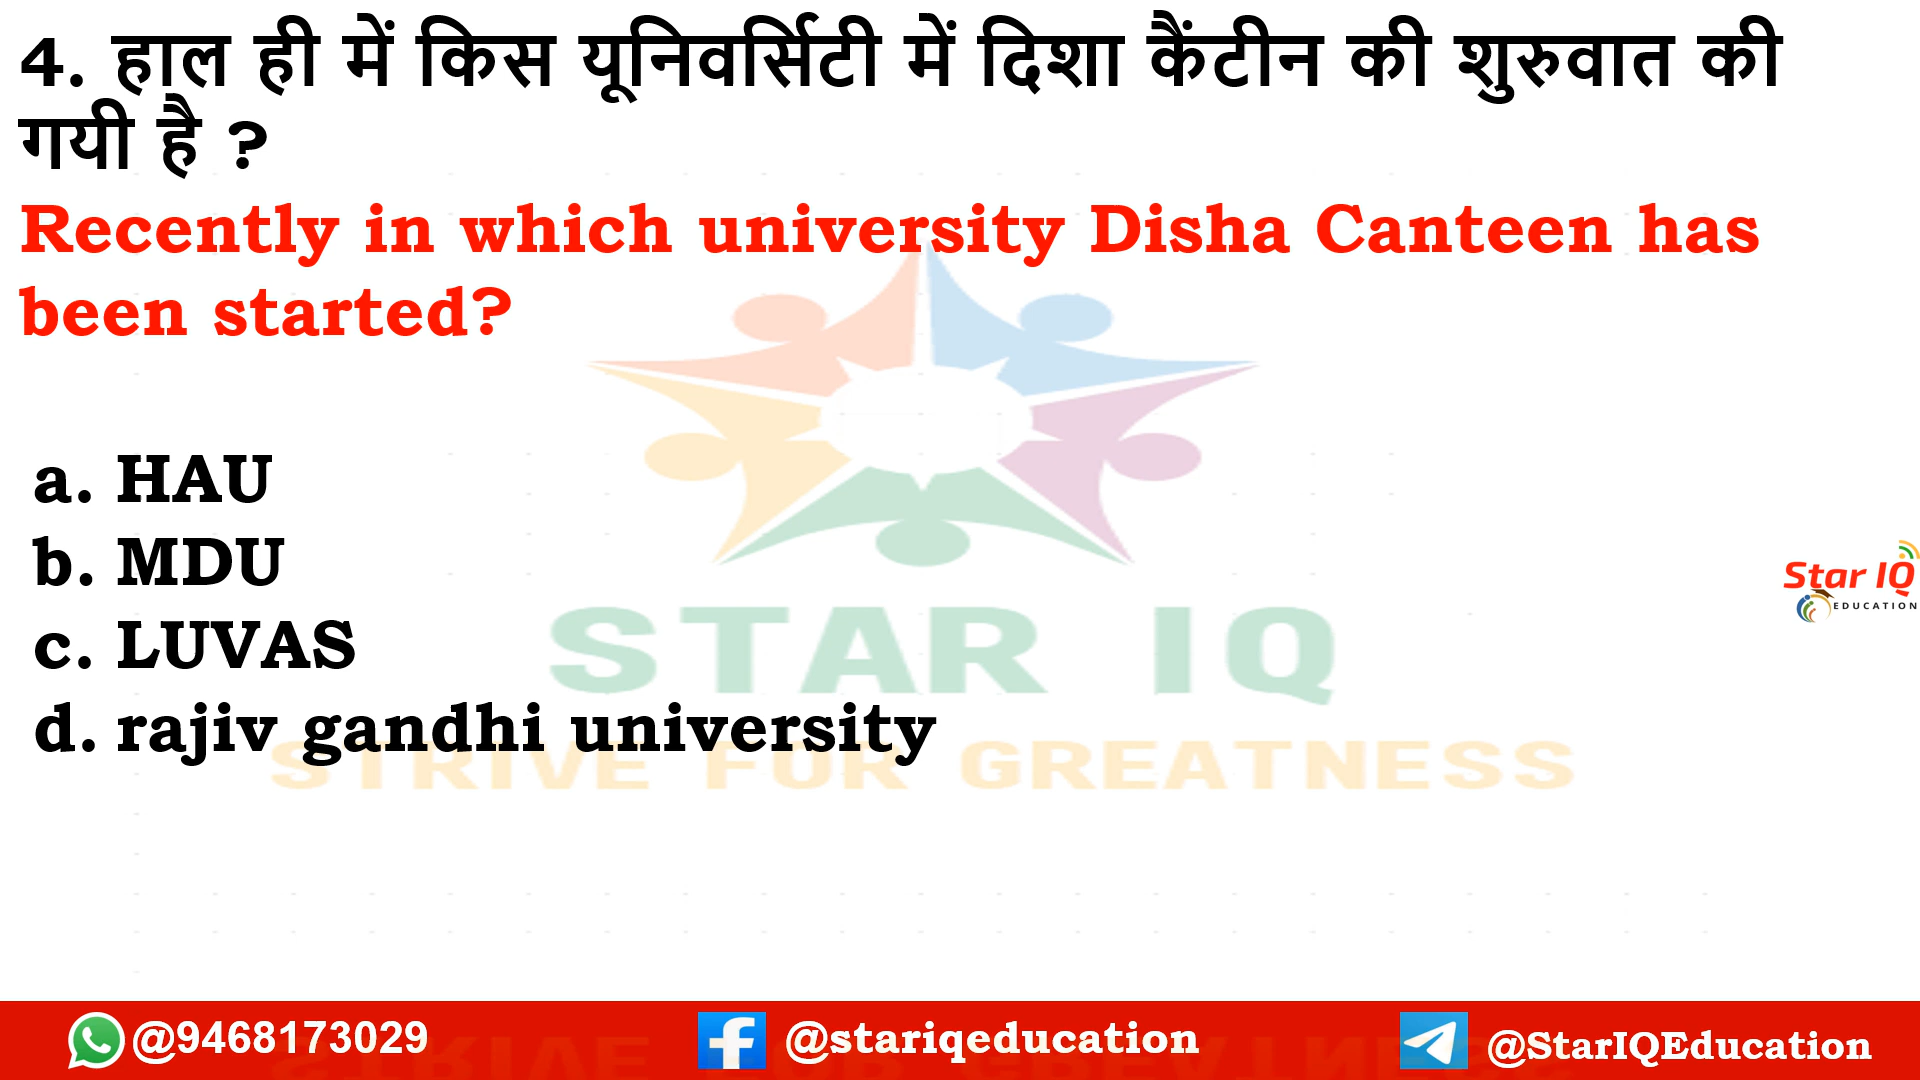 4. हाल ही में किस यूनिवर्सिटी में दिशा कैंटीन की शुरुवात की
गयी है ?
Recently in which university Disha Canteen has
been started?
a. HAU
b. MDU
c. LUVAS
d. rajiv gandhi university
STAR IQ
STRIVE FOR GREATNESS
Star IQ
EDUCATION
@9468173029
@stariqeducation
@StarIQEducation